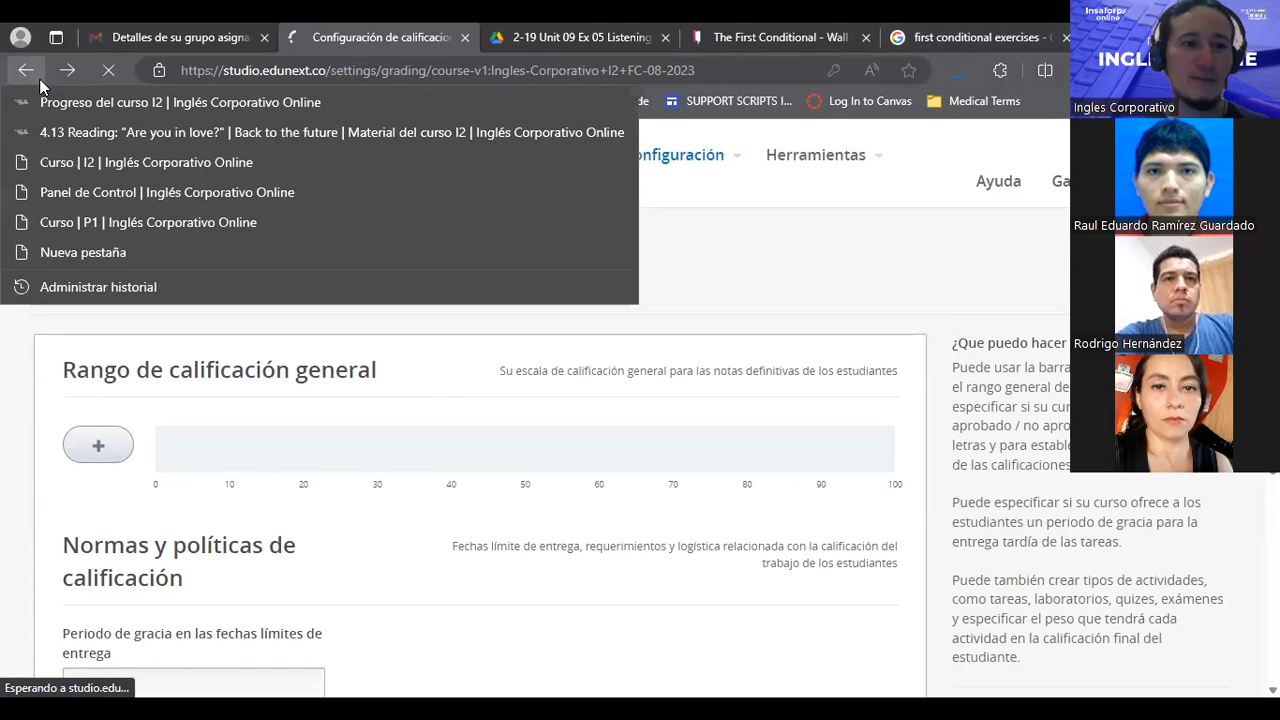 Detalles de su grupo asigna
Configuración de calificacio
2-19 Unit 09 Ex 05 Listening
The First Conditional - Wall
first conditional exercises - G
https://studio.edunext.co/settings/grading/course-v1:Ingles-Corporativo+I2+FC-08-2023
Progreso del curso I2 | Inglés Corporativo Online
4.13 Reading: "Are you in love?" | Back to the future | Material del curso I2 | Inglés Corporativo Online
Curso | I2 | Inglés Corporativo Online
Panel de Control | Inglés Corporativo Online
Curso | P1 | Inglés Corporativo Online
Nueva pestaña
Administrar historial
de
SUPPORT SCRIPTS I...
Log In to Canvas
Medical Terms
onfiguración
Herramientas
Ayuda
Ga
Rango de calificación general
Su escala de calificación general para las notas definitivas de los estudiantes
+
0 10 20 30 40 50 60 70 80 90 100
Normas y políticas de
calificación
Fechas límite de entrega, requerimientos y logística relacionada con la calificación del
trabajo de los estudiantes
Periodo de gracia en las fechas límites de
entrega
¿Que puedo hacer
Puede usar la barra
el rango general de
especificar si su cur
aprobado / no apro
letras y para estable
de las calificaciones
Puede especificar si su curso ofrece a los
estudiantes un periodo de gracia para la
entrega tardía de las tareas.
Puede también crear tipos de actividades,
como tareas, laboratorios, quizes, exámenes
y especificar el peso que tendrá cada
actividad en la calificación final del
estudiante.
Esperando a studio.edu...
Insaforp
online
Ingles Corporativo
Raul Eduardo Ramírez Guardado
Rodrigo Hernández